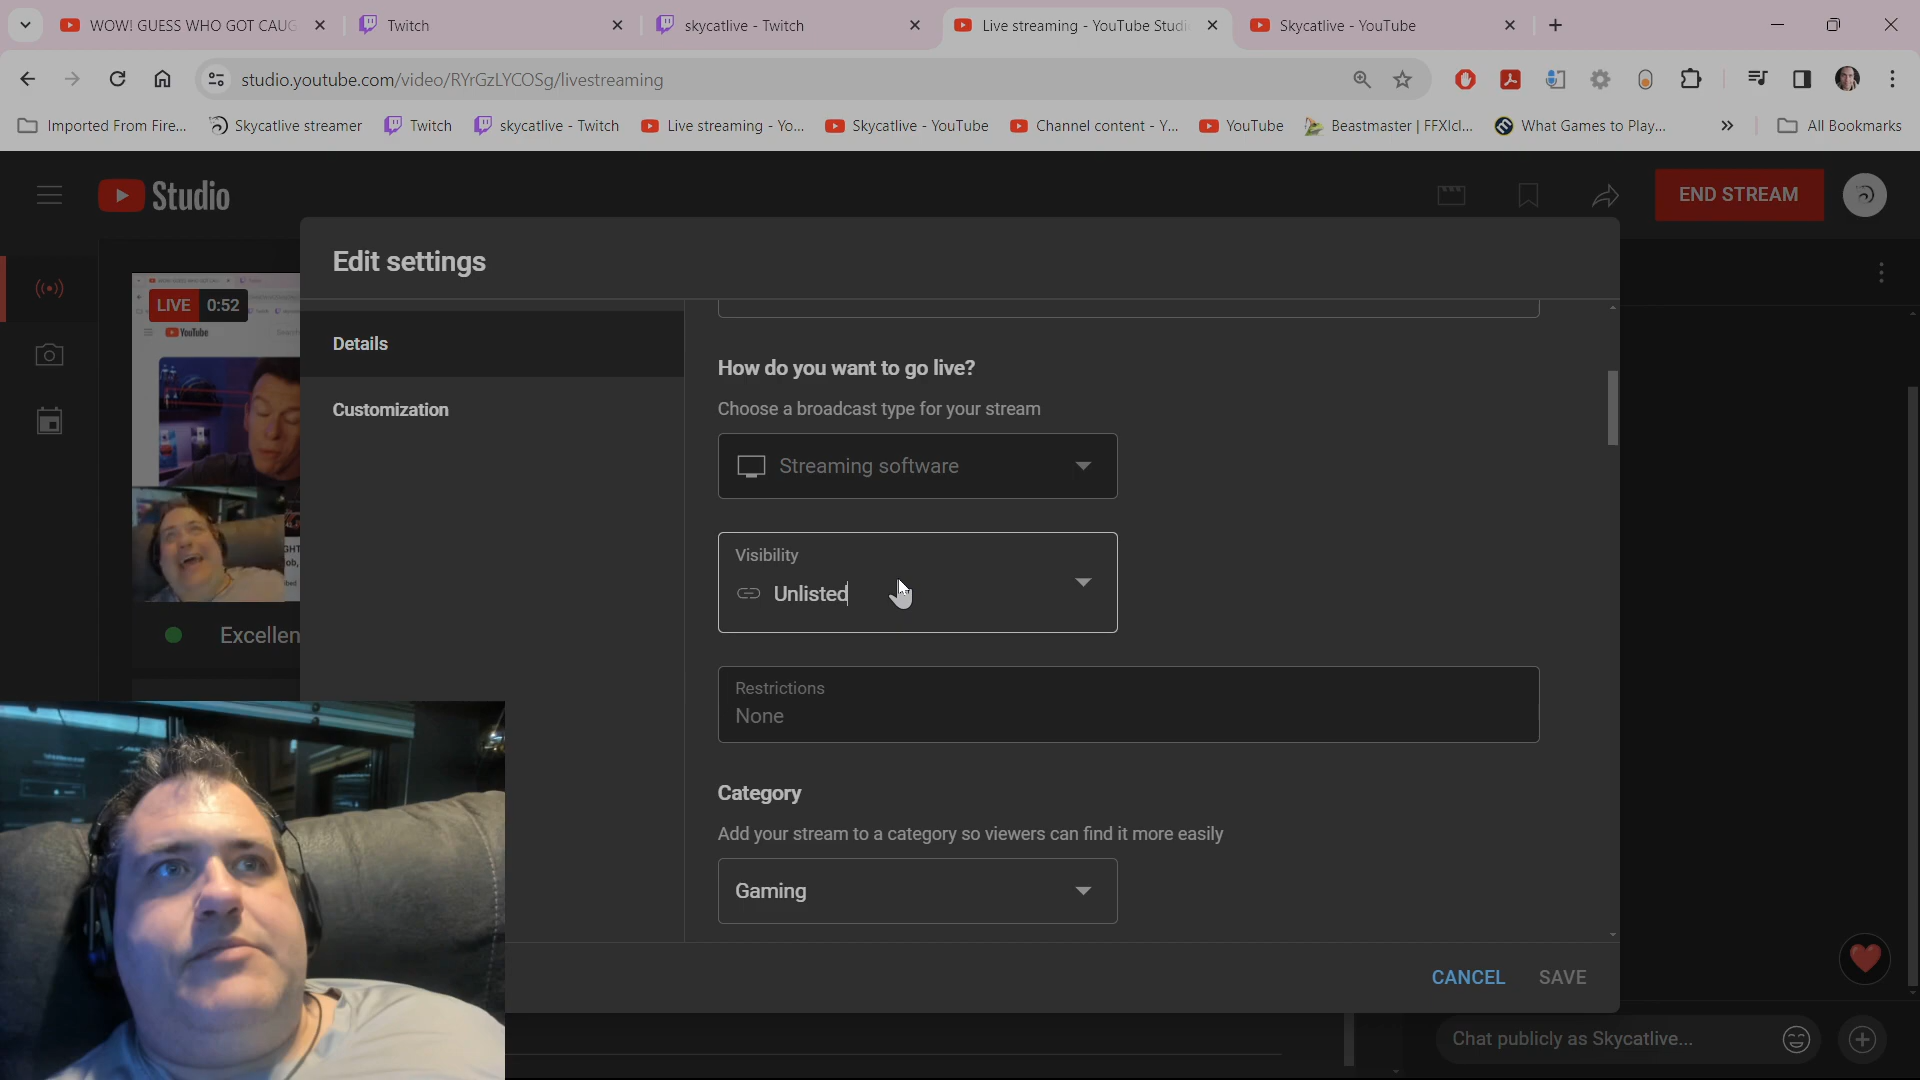 WOW! GUESS WHO GOT CAUG
Twitch
skycatlive - Twitch
Live streaming - YouTube Studi
Skycatlive - YouTube
studio.youtube.com/video/RYrGzLYCOSg/livestreaming
Imported From Fire...
Skycatlive streamer
Twitch
skycatlive - Twitch
Live streaming - Yo...
Skycatlive - YouTube
Channel content - Y...
YouTube
Beastmaster | FFXIcl...
What Games to Play...
All Bookmarks
Studio
END STREAM
Edit settings
LIVE 0:52
YouTube
Excellen
Details
Customization
How do you want to go live?
Choose a broadcast type for your stream
Streaming software
Visibility
Unlisted
Restrictions
None
Category
Add your stream to a category so viewers can find it more easily
Gaming
CANCEL
SAVE
Chat publicly as Skycatlive...